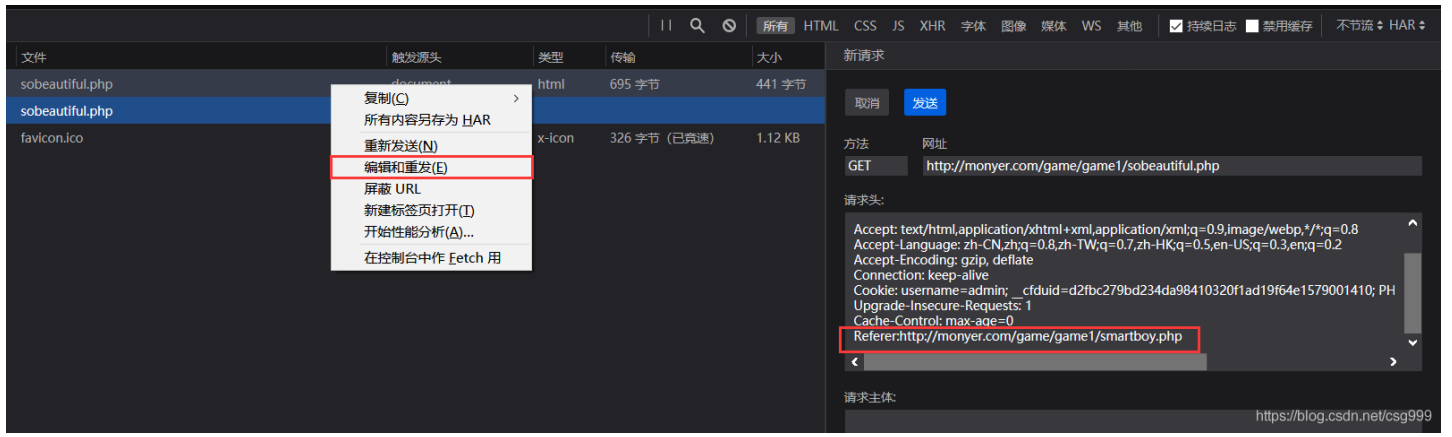 所有 HTML CSS JS XHR 字体 图像 媒体 WS 其他 持续日志 禁用缓存 不节流 HAR
文件 触发源头 类型 传输 大小
sobeautiful.php document html 695 字节 441 字节
sobeautiful.php
favicon.ico x-icon 326 字节（已竞速） 1.12 KB
复制(C)
所有内容另存为 HAR
重新发送(N)
编辑和重发(E)
屏蔽 URL
新建标签页打开(T)
开始性能分析(A)...
在控制台中作 Fetch 用
新请求
取消 发送
方法 网址
GET http://monyer.com/game/game1/sobeautiful.php
请求头:
Accept: text/html,application/xhtml+xml,application/xml;q=0.9,image/webp,*/*;q=0.8
Accept-Language: zh-CN,zh;q=0.8,zh-TW;q=0.7,zh-HK;q=0.5,en-US;q=0.3,en;q=0.2
Accept-Encoding: gzip, deflate
Connection: keep-alive
Cookie: username=admin; __cfduid=d2fbc279bd234da98410320f1ad19f64e1579001410; PH
Upgrade-Insecure-Requests: 1
Cache-Control: max-age=0
Referer:http://monyer.com/game/game1/smartboy.php
请求主体:
https://blog.csdn.net/csg999